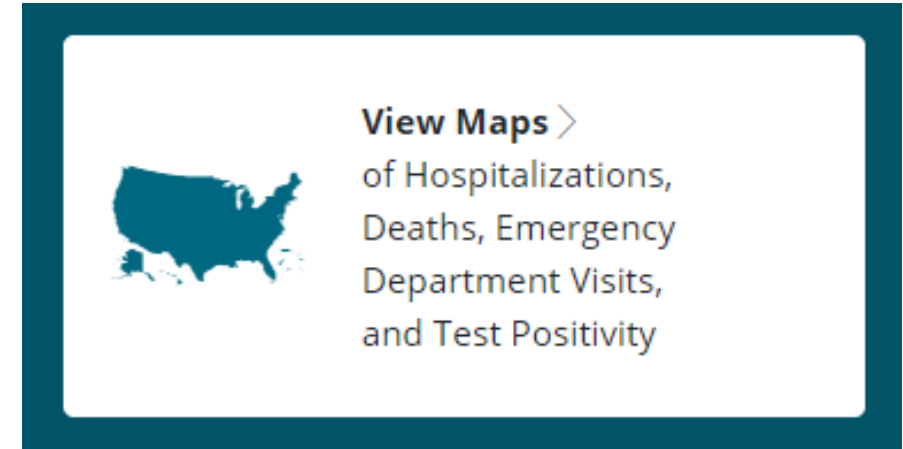 View Maps
of Hospitalizations,
Deaths, Emergency
Department Visits,
and Test Positivity